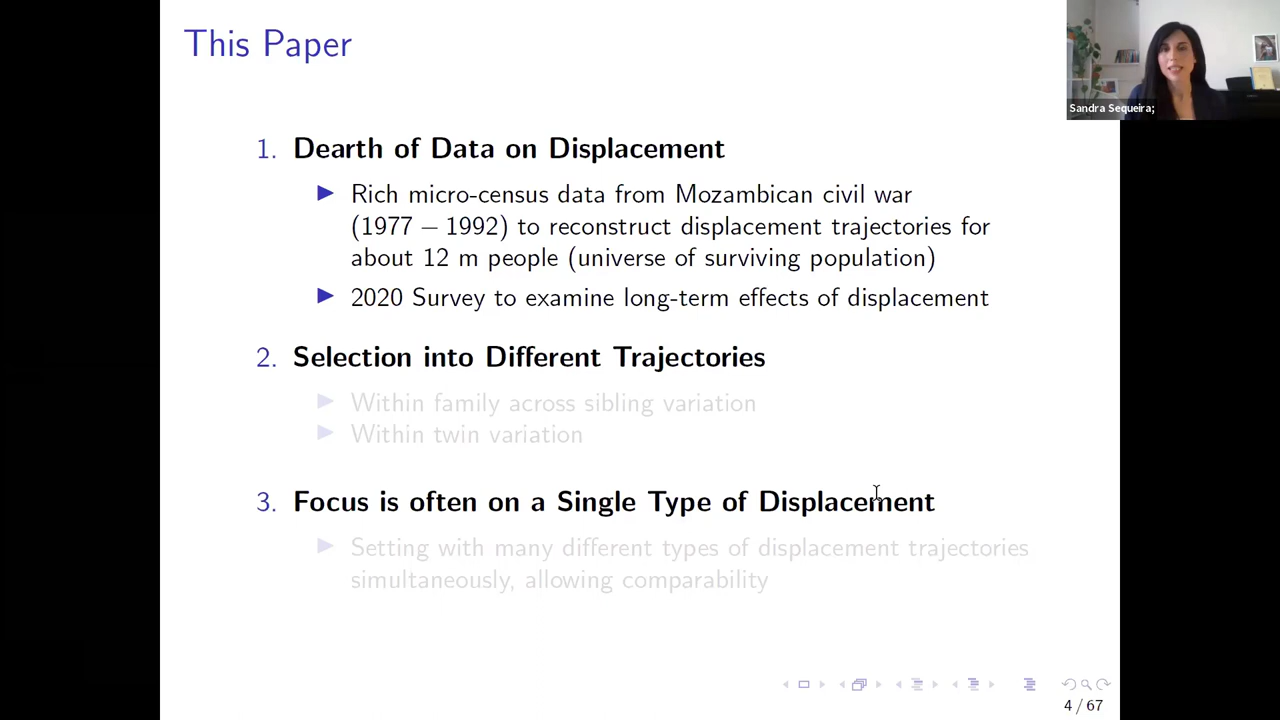 This Paper
Sandra Sequeira;
1. Dearth of Data on Displacement
Rich micro-census data from Mozambican civil war
(1977 – 1992) to reconstruct displacement trajectories for
about 12 m people (universe of surviving population)
2020 Survey to examine long-term effects of displacement
2. Selection into Different Trajectories
Within family across sibling variation
Within twin variation
3. Focus is often on a Single Type of Displacement
Setting with many different types of displacement trajectories
simultaneously, allowing comparability
4 / 67